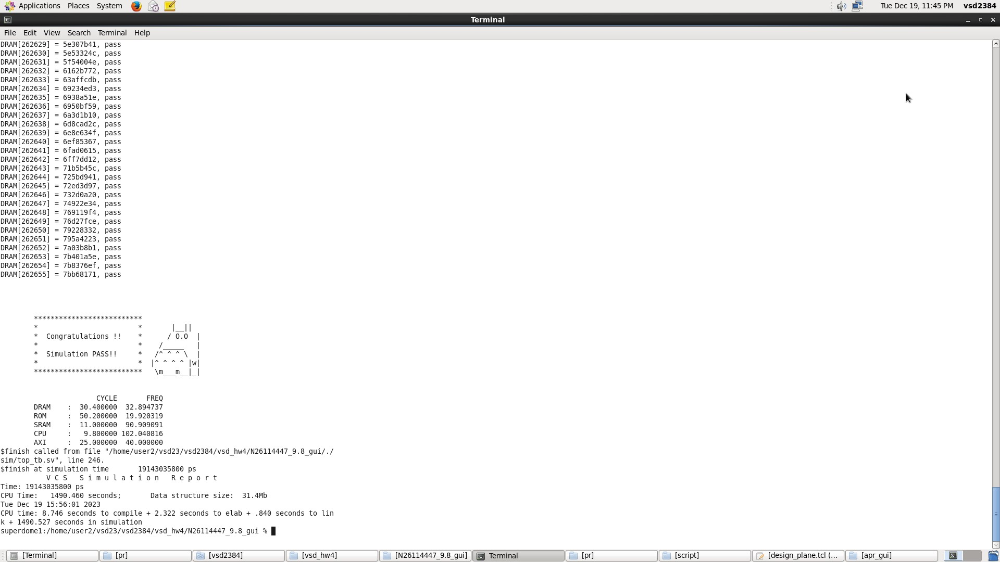 Applications Places System Tue Dec 19, 11:45 PM vsd2384
Terminal
File Edit View Search Terminal Help
DRAM[262629] = 5e307b41, pass
DRAM[262630] = 5e53324c, pass
DRAM[262631] = 5f54004e, pass
DRAM[262632] = 6162b772, pass
DRAM[262633] = 63affcdb, pass
DRAM[262634] = 69234ed3, pass
DRAM[262635] = 6938a51e, pass
DRAM[262636] = 6950bf59, pass
DRAM[262637] = 6a3d1b10, pass
DRAM[262638] = 6d8cad2c, pass
DRAM[262639] = 6e8e634f, pass
DRAM[262640] = 6ef85367, pass
DRAM[262641] = 6fad0615, pass
DRAM[262642] = 6ff7dd12, pass
DRAM[262643] = 71b5b45c, pass
DRAM[262644] = 725bd941, pass
DRAM[262645] = 72ed3d97, pass
DRAM[262646] = 732d0a20, pass
DRAM[262647] = 74922e34, pass
DRAM[262648] = 769119f4, pass
DRAM[262649] = 76d27fce, pass
DRAM[262650] = 79228332, pass
DRAM[262651] = 795a4223, pass
DRAM[262652] = 7a03b8b1, pass
DRAM[262653] = 7b401a5e, pass
DRAM[262654] = 7b8376ef, pass
DRAM[262655] = 7bb68171, pass
**************************
*                        *       |__||
*  Congratulations !!    *      / O.O  |
*                        *    /_____   |
*  Simulation PASS!!     *   /^ ^ ^ \  |
*                        *  |^ ^ ^ ^ |w|
**************************   \m___m__|_|
CYCLE FREQ
DRAM : 30.400000 32.894737
ROM : 50.200000 19.920319
SRAM : 11.000000 90.909091
CPU : 9.800000 102.040816
AXI : 25.000000 40.000000
$finish called from file "/home/user2/vsd23/vsd2384/vsd_hw4/N26114447_9.8_gui/./
sim/top_tb.sv", line 246.
$finish at simulation time 19143035800 ps
V C S   S i m u l a t i o n   R e p o r t
Time: 19143035800 ps
CPU Time: 1490.460 seconds; Data structure size: 31.4Mb
Tue Dec 19 15:56:01 2023
CPU time: 8.746 seconds to compile + 2.322 seconds to elab + .840 seconds to lin
k + 1490.527 seconds in simulation
superdome1:/home/user2/vsd23/vsd2384/vsd_hw4/N26114447_9.8_gui %
[Terminal] [pr] [vsd2384] [vsd_hw4] [N26114447_9.8_gui] Terminal [pr] [script] [design_plane.tcl (... [apr_gui]